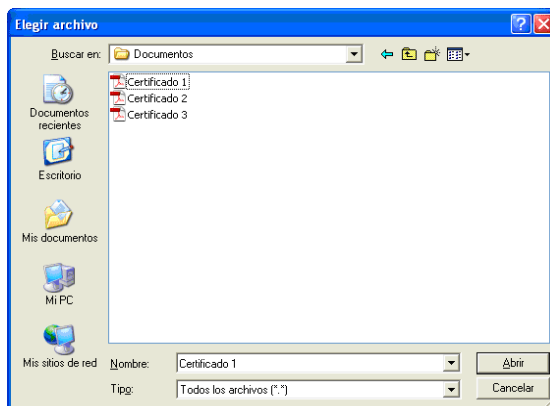 Elegir archivo
Buscar en: Documentos
Certificado 1
Certificado 2
Certificado 3
Documentos
recientes
Escritorio
Mis documentos
Mi PC
Mis sitios de red
Nombre: Certificado 1 Abrir
Tipo: Todos los archivos (*.*) Cancelar